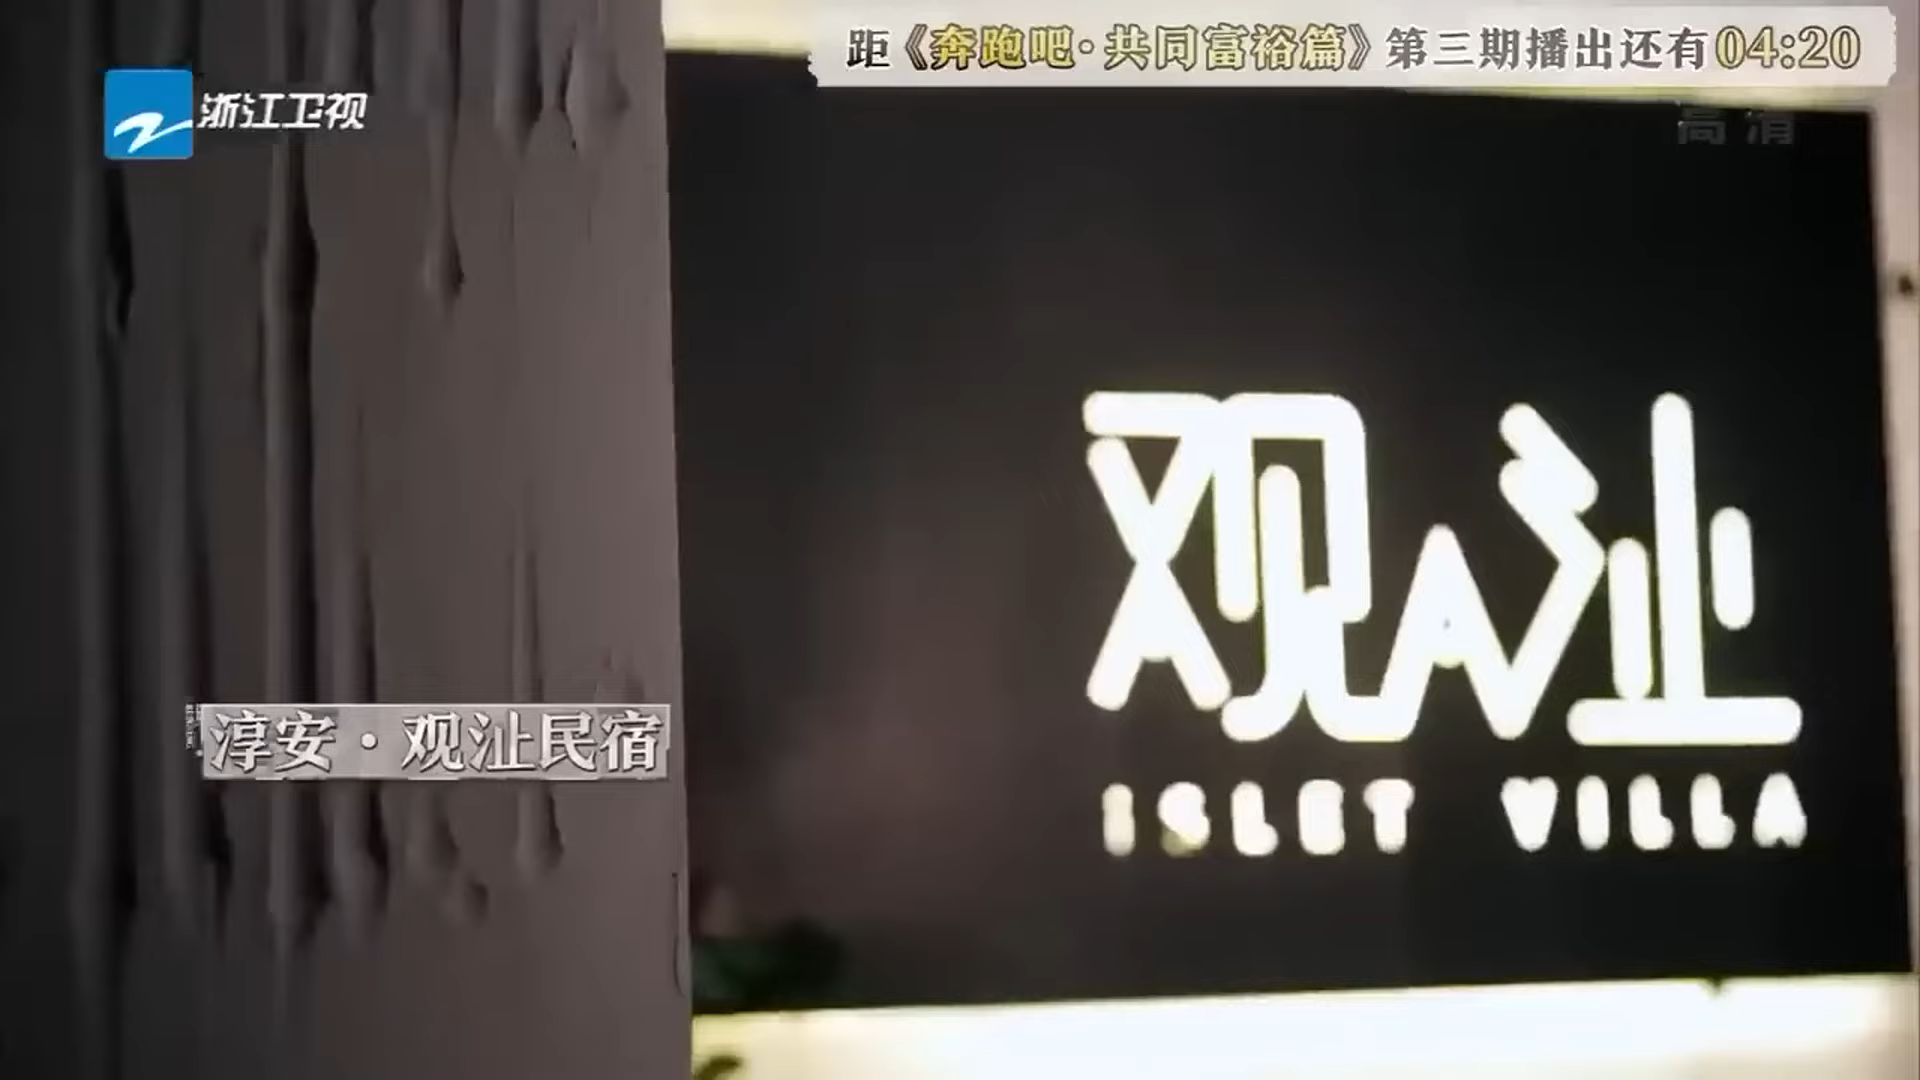 距《奔跑吧·共同富裕篇》第三期播出还有04:20
浙江卫视
高清
观沚
ISLET VILLA
淳安·观沚民宿